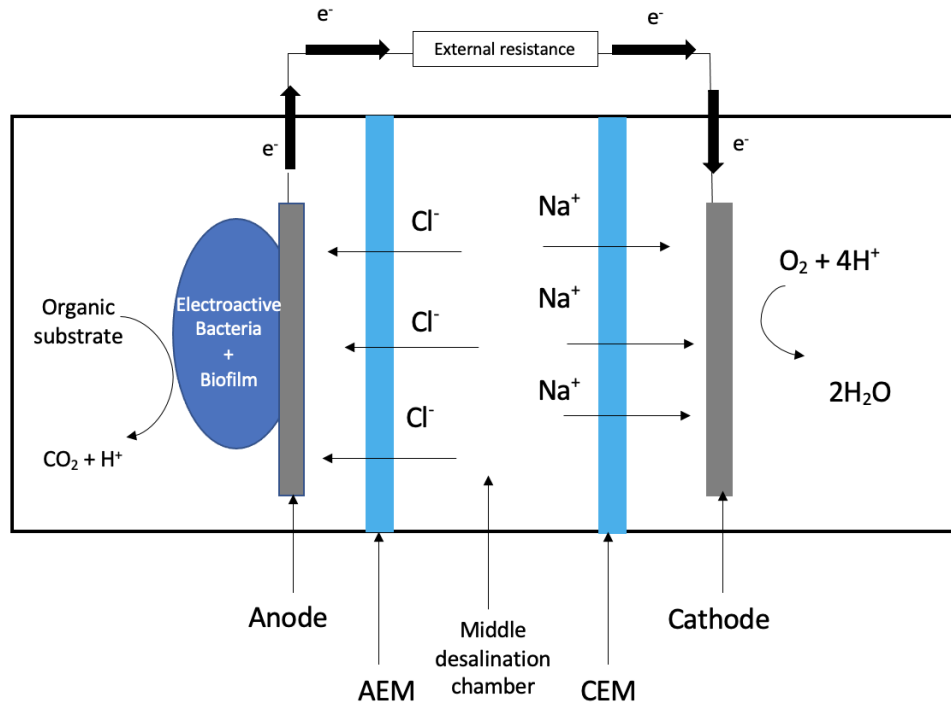 e⁻
External resistance
e⁻
e⁻
e⁻
Cl⁻
Na⁺
O₂ + 4H⁺
Organic
substrate
Electroactive
Bacteria
+
Biofilm
Cl⁻
Na⁺
Cl⁻
Na⁺
2H₂O
CO₂ + H⁺
Anode
Middle
desalination
chamber
Cathode
AEM
CEM